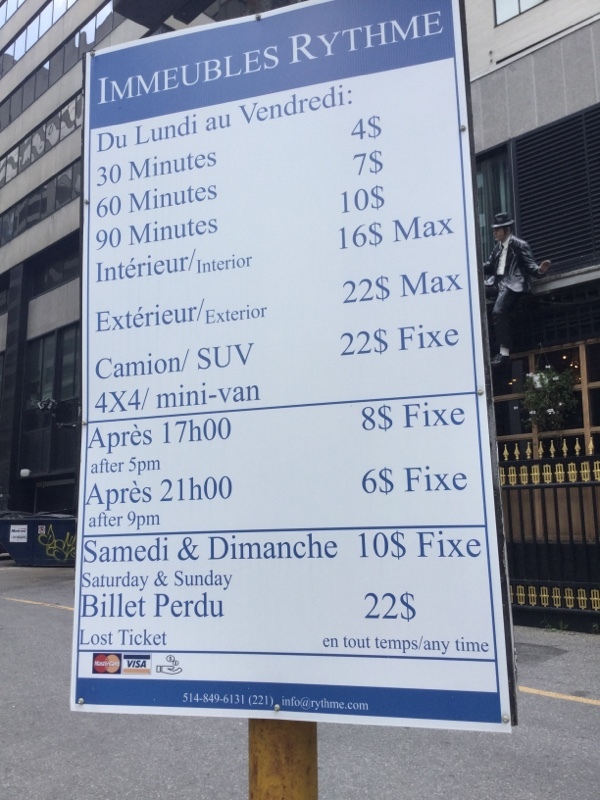 IMMEUBLES RYTHME
Du Lundi au Vendredi:
30 Minutes 4$
60 Minutes 7$
90 Minutes 10$
Intérieur/Interior 16$ Max
Extérieur/Exterior 22$ Max
Camion/ SUV 22$ Fixe
4X4/ mini-van
Après 17h00 8$ Fixe
after 5pm
Après 21h00 6$ Fixe
after 9pm
Samedi & Dimanche 10$ Fixe
Saturday & Sunday
Billet Perdu 22$
Lost Ticket en tout temps/any time
MasterCard VISA
514-849-6131 (221) info@rythme.com